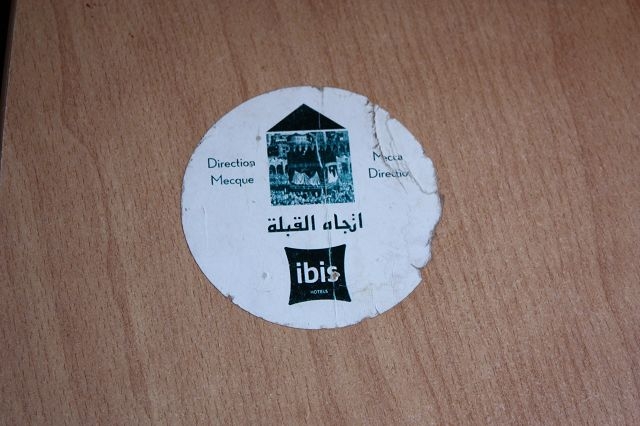 Direction
Mecque
Mecca
Direction
اتجاه القبلة
ibis
HOTELS